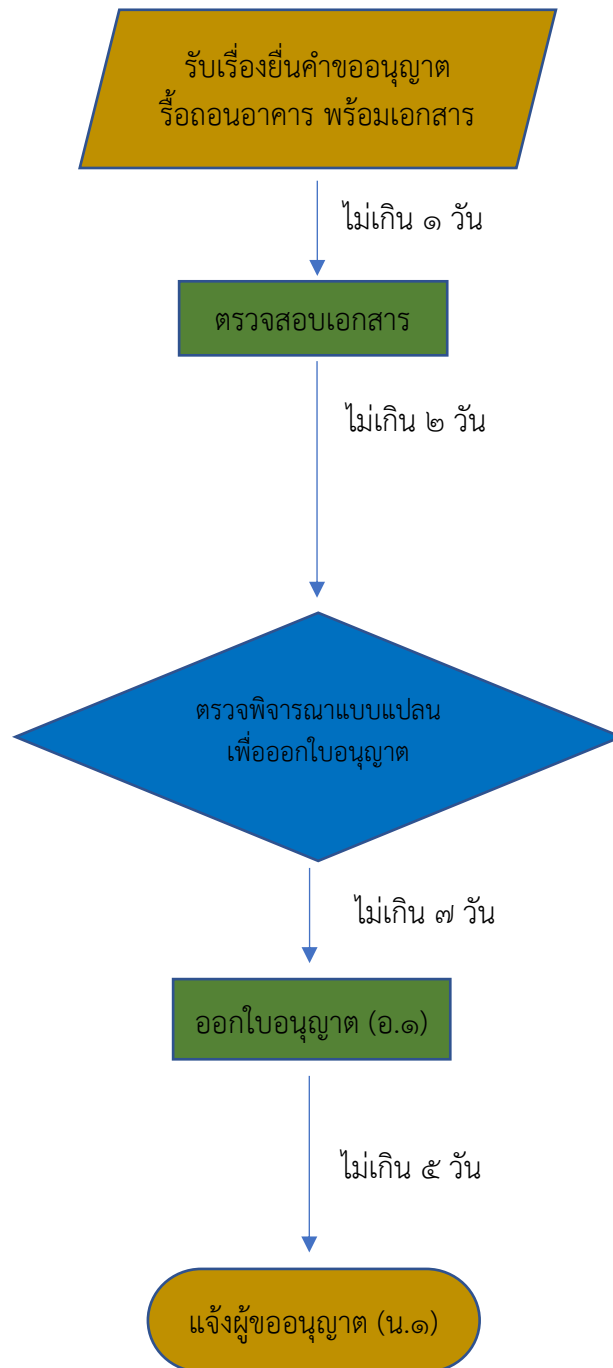 รับเรื่องยื่นคำขออนุญาต
รื้อถอนอาคาร พร้อมเอกสาร
ไม่เกิน ๑ วัน
ตรวจสอบเอกสาร
ไม่เกิน ๒ วัน
ตรวจพิจารณาแบบแปลน
เพื่อออกใบอนุญาต
ไม่เกิน ๗ วัน
ออกใบอนุญาต (อ.๑)
ไม่เกิน ๕ วัน
แจ้งผู้ขออนุญาต (น.๑)